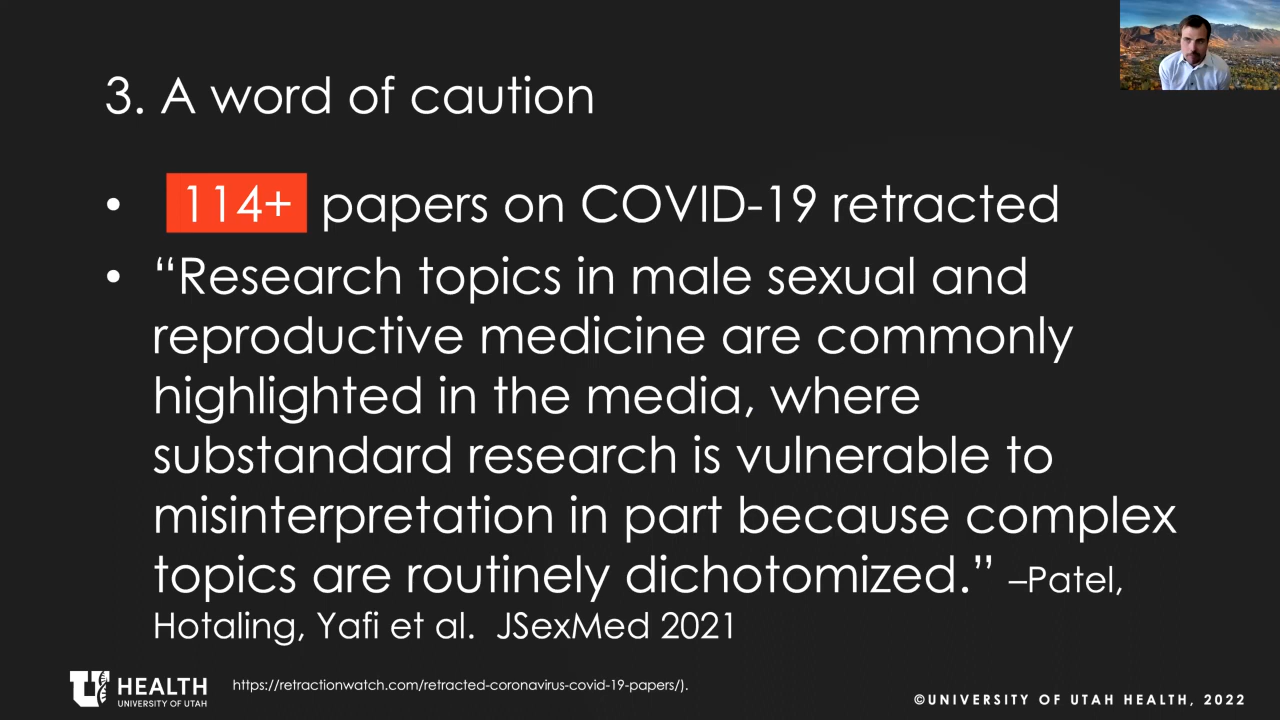 3. A word of caution
• 114+ papers on COVID-19 retracted
• “Research topics in male sexual and
reproductive medicine are commonly
highlighted in the media, where
substandard research is vulnerable to
misinterpretation in part because complex
topics are routinely dichotomized.” –Patel,
Hotaling, Yafi et al. JSexMed 2021
U HEALTH
UNIVERSITY OF UTAH
https://retractionwatch.com/retracted-coronavirus-covid-19-papers/).
©UNIVERSITY OF UTAH HEALTH, 2022